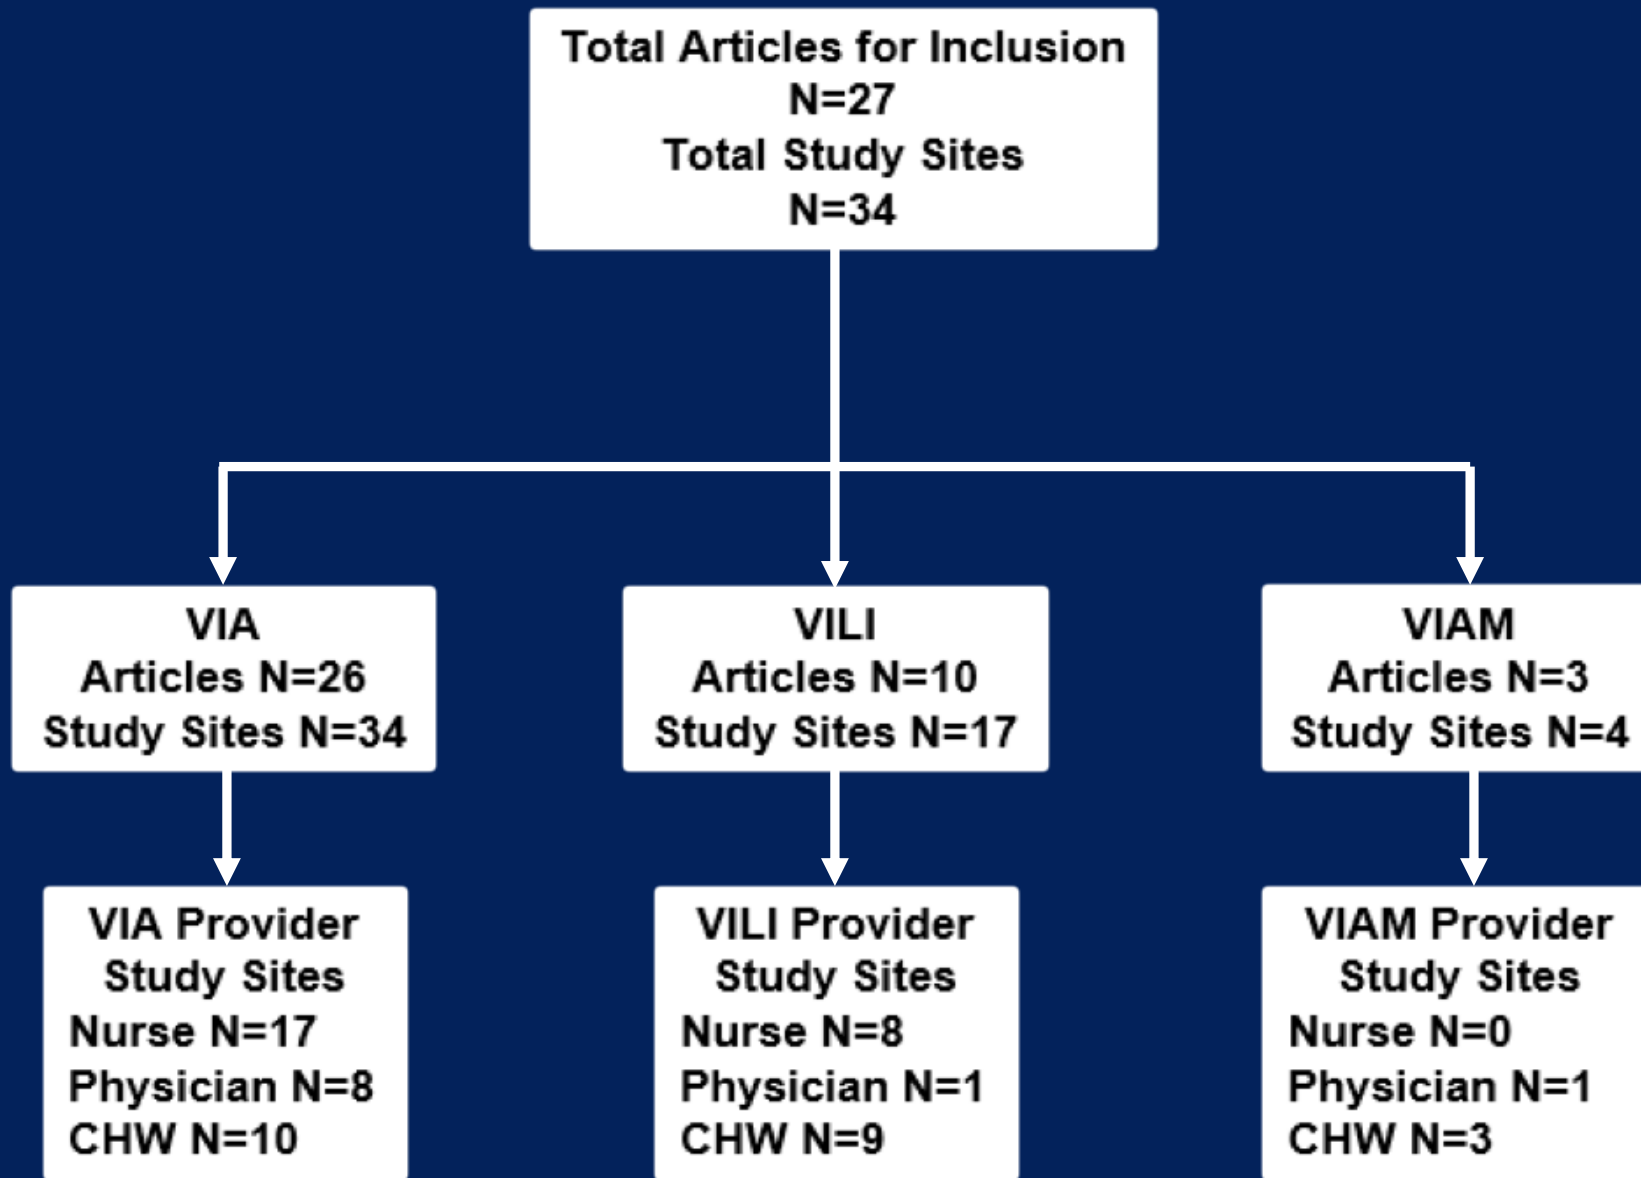 Total Articles for Inclusion
N=27
Total Study Sites
N=34
VIA
Articles N=26
Study Sites N=34
VILI
Articles N=10
Study Sites N=17
VIAM
Articles N=3
Study Sites N=4
VIA Provider
Study Sites
Nurse N=17
Physician N=8
CHW N=10
VILI Provider
Study Sites
Nurse N=8
Physician N=1
CHW N=9
VIAM Provider
Study Sites
Nurse N=0
Physician N=1
CHW N=3